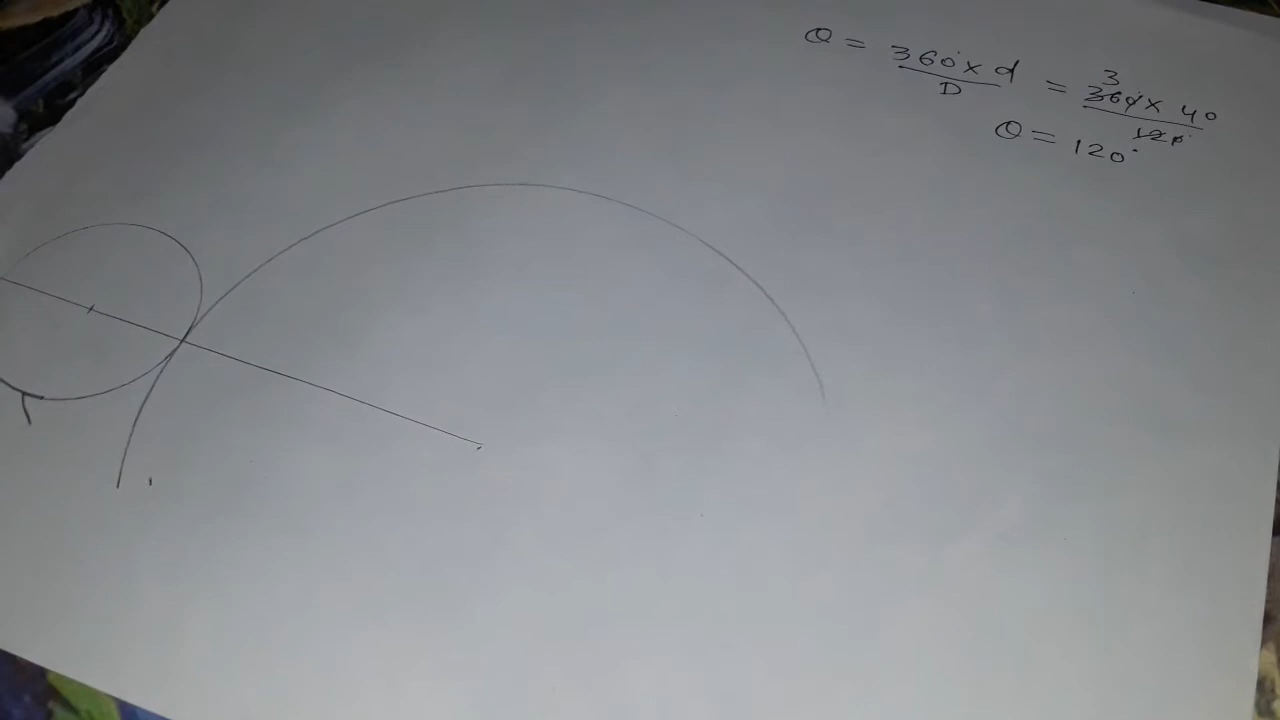 θ = 360° x d / D = 3 360° x 40 / 120
θ = 120°